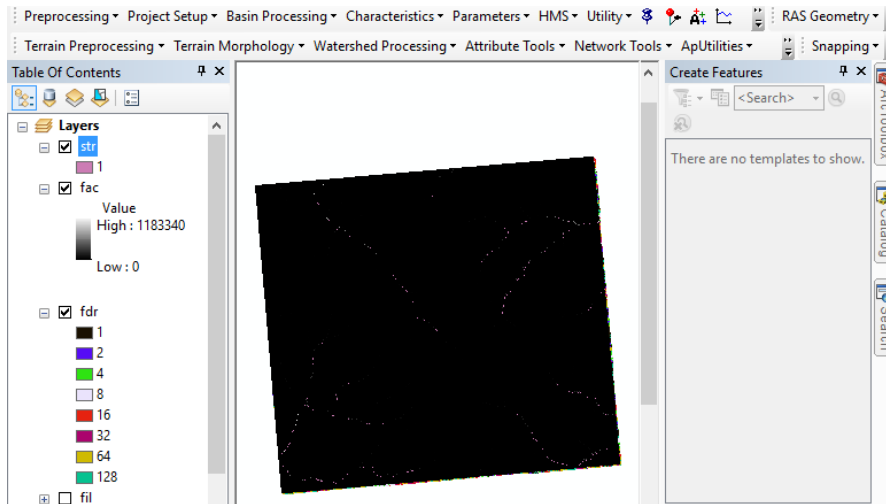 Preprocessing Project Setup Basin Processing Characteristics Parameters HMS Utility RAS Geometry
Terrain Preprocessing Terrain Morphology Watershed Processing Attribute Tools Network Tools ApUtilities Snapping
Table Of Contents
Layers
str
1
fac
Value
High : 1183340
Low : 0
fdr
1
2
4
8
16
32
64
128
fil
Create Features
<Search>
There are no templates to show.
Arc Toolbox
Catalog
Search